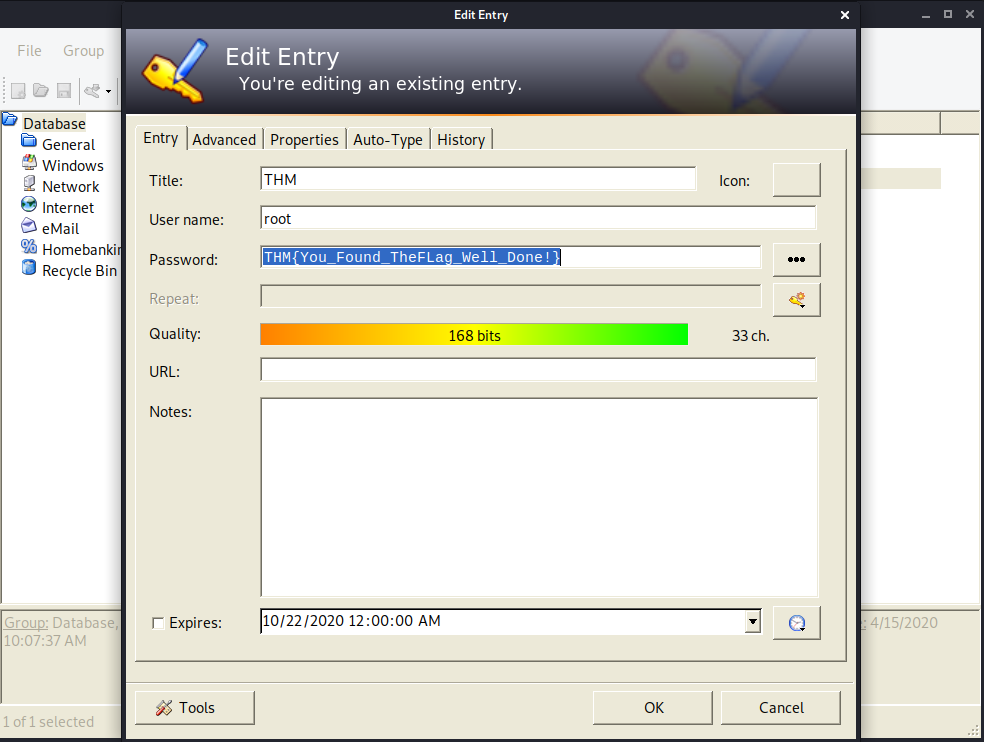 Edit Entry
File Group
Edit Entry
You're editing an existing entry.
Database
General
Windows
Network
Internet
eMail
Homebankin
Recycle Bin
Entry Advanced Properties Auto-Type History
Title: THM Icon:
User name: root
Password: THM{You_Found_TheFLag_Well_Done!}
Repeat:
Quality: 168 bits 33 ch.
URL:
Notes:
Expires: 10/22/2020 12:00:00 AM
Group: Database, 4/15/2020
10:07:37 AM
Tools OK Cancel
1 of 1 selected